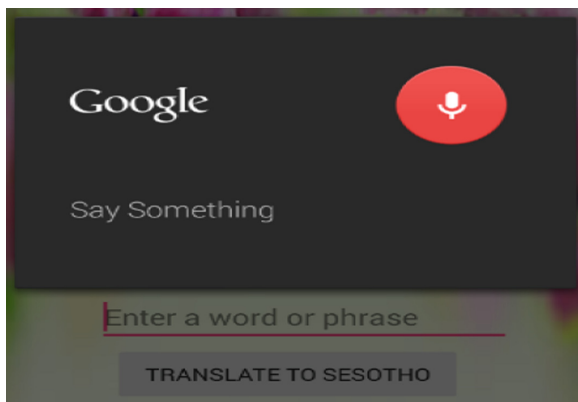 Google
Say Something
Enter a word or phrase
TRANSLATE TO SESOTHO